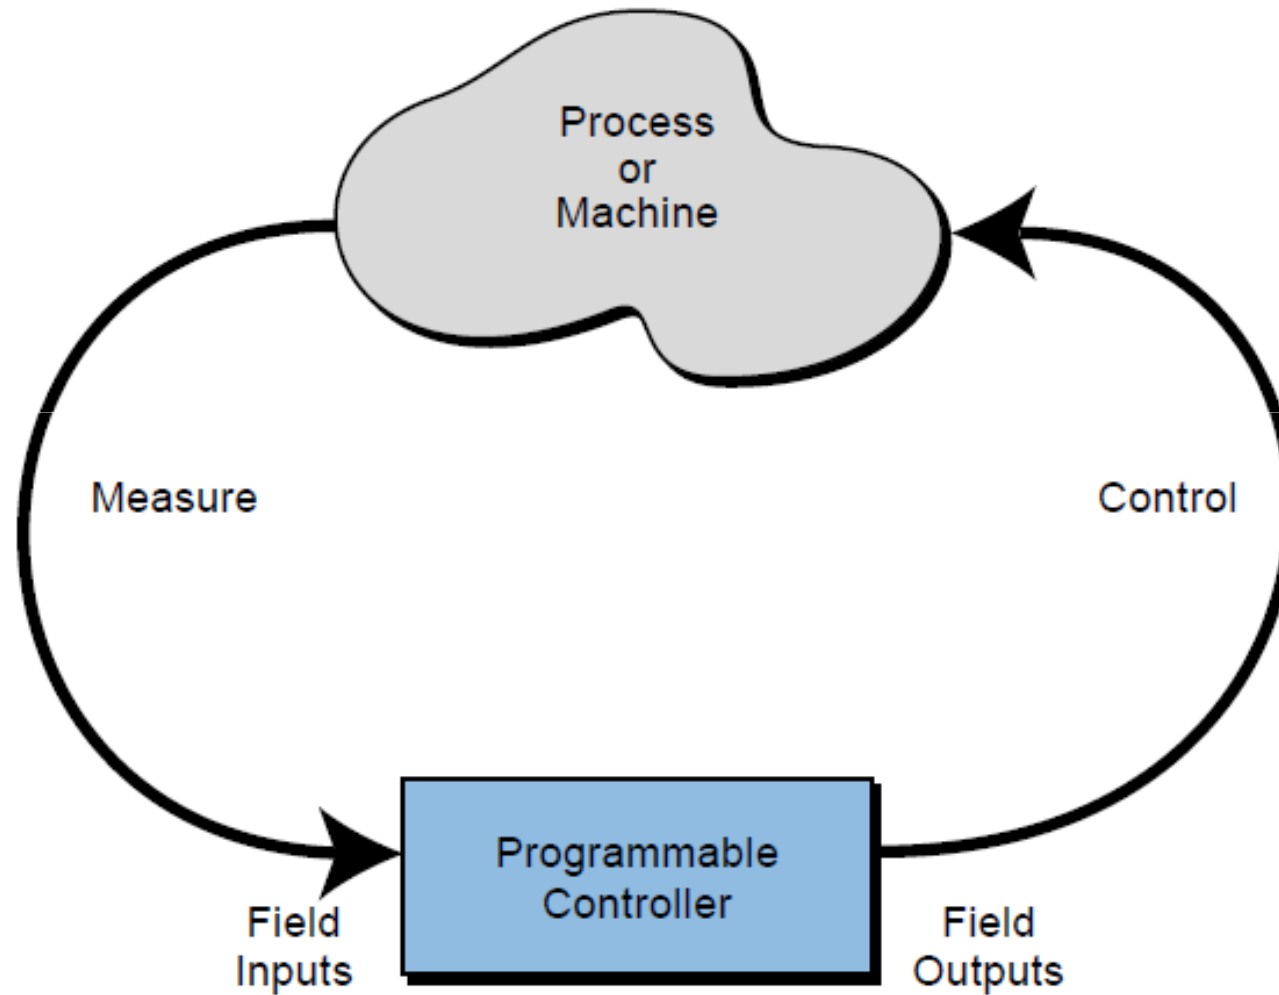 Process
or
Machine
Measure
Control
Programmable
Controller
Field
Inputs
Field
Outputs